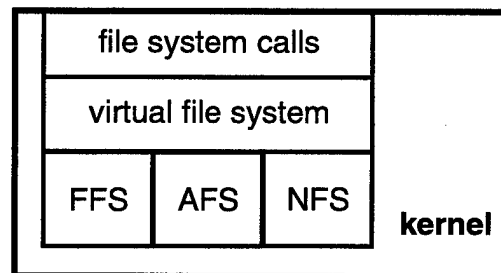 file system calls
virtual file system
FFS AFS NFS
kernel